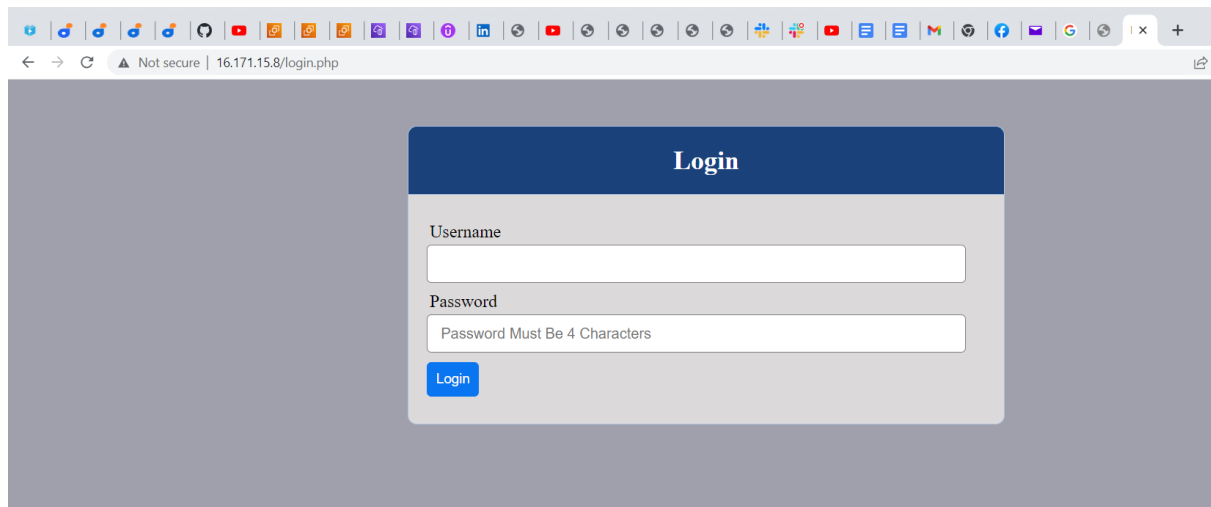 Not secure | 16.171.15.8/login.php
Login
Username
Password
Password Must Be 4 Characters
Login